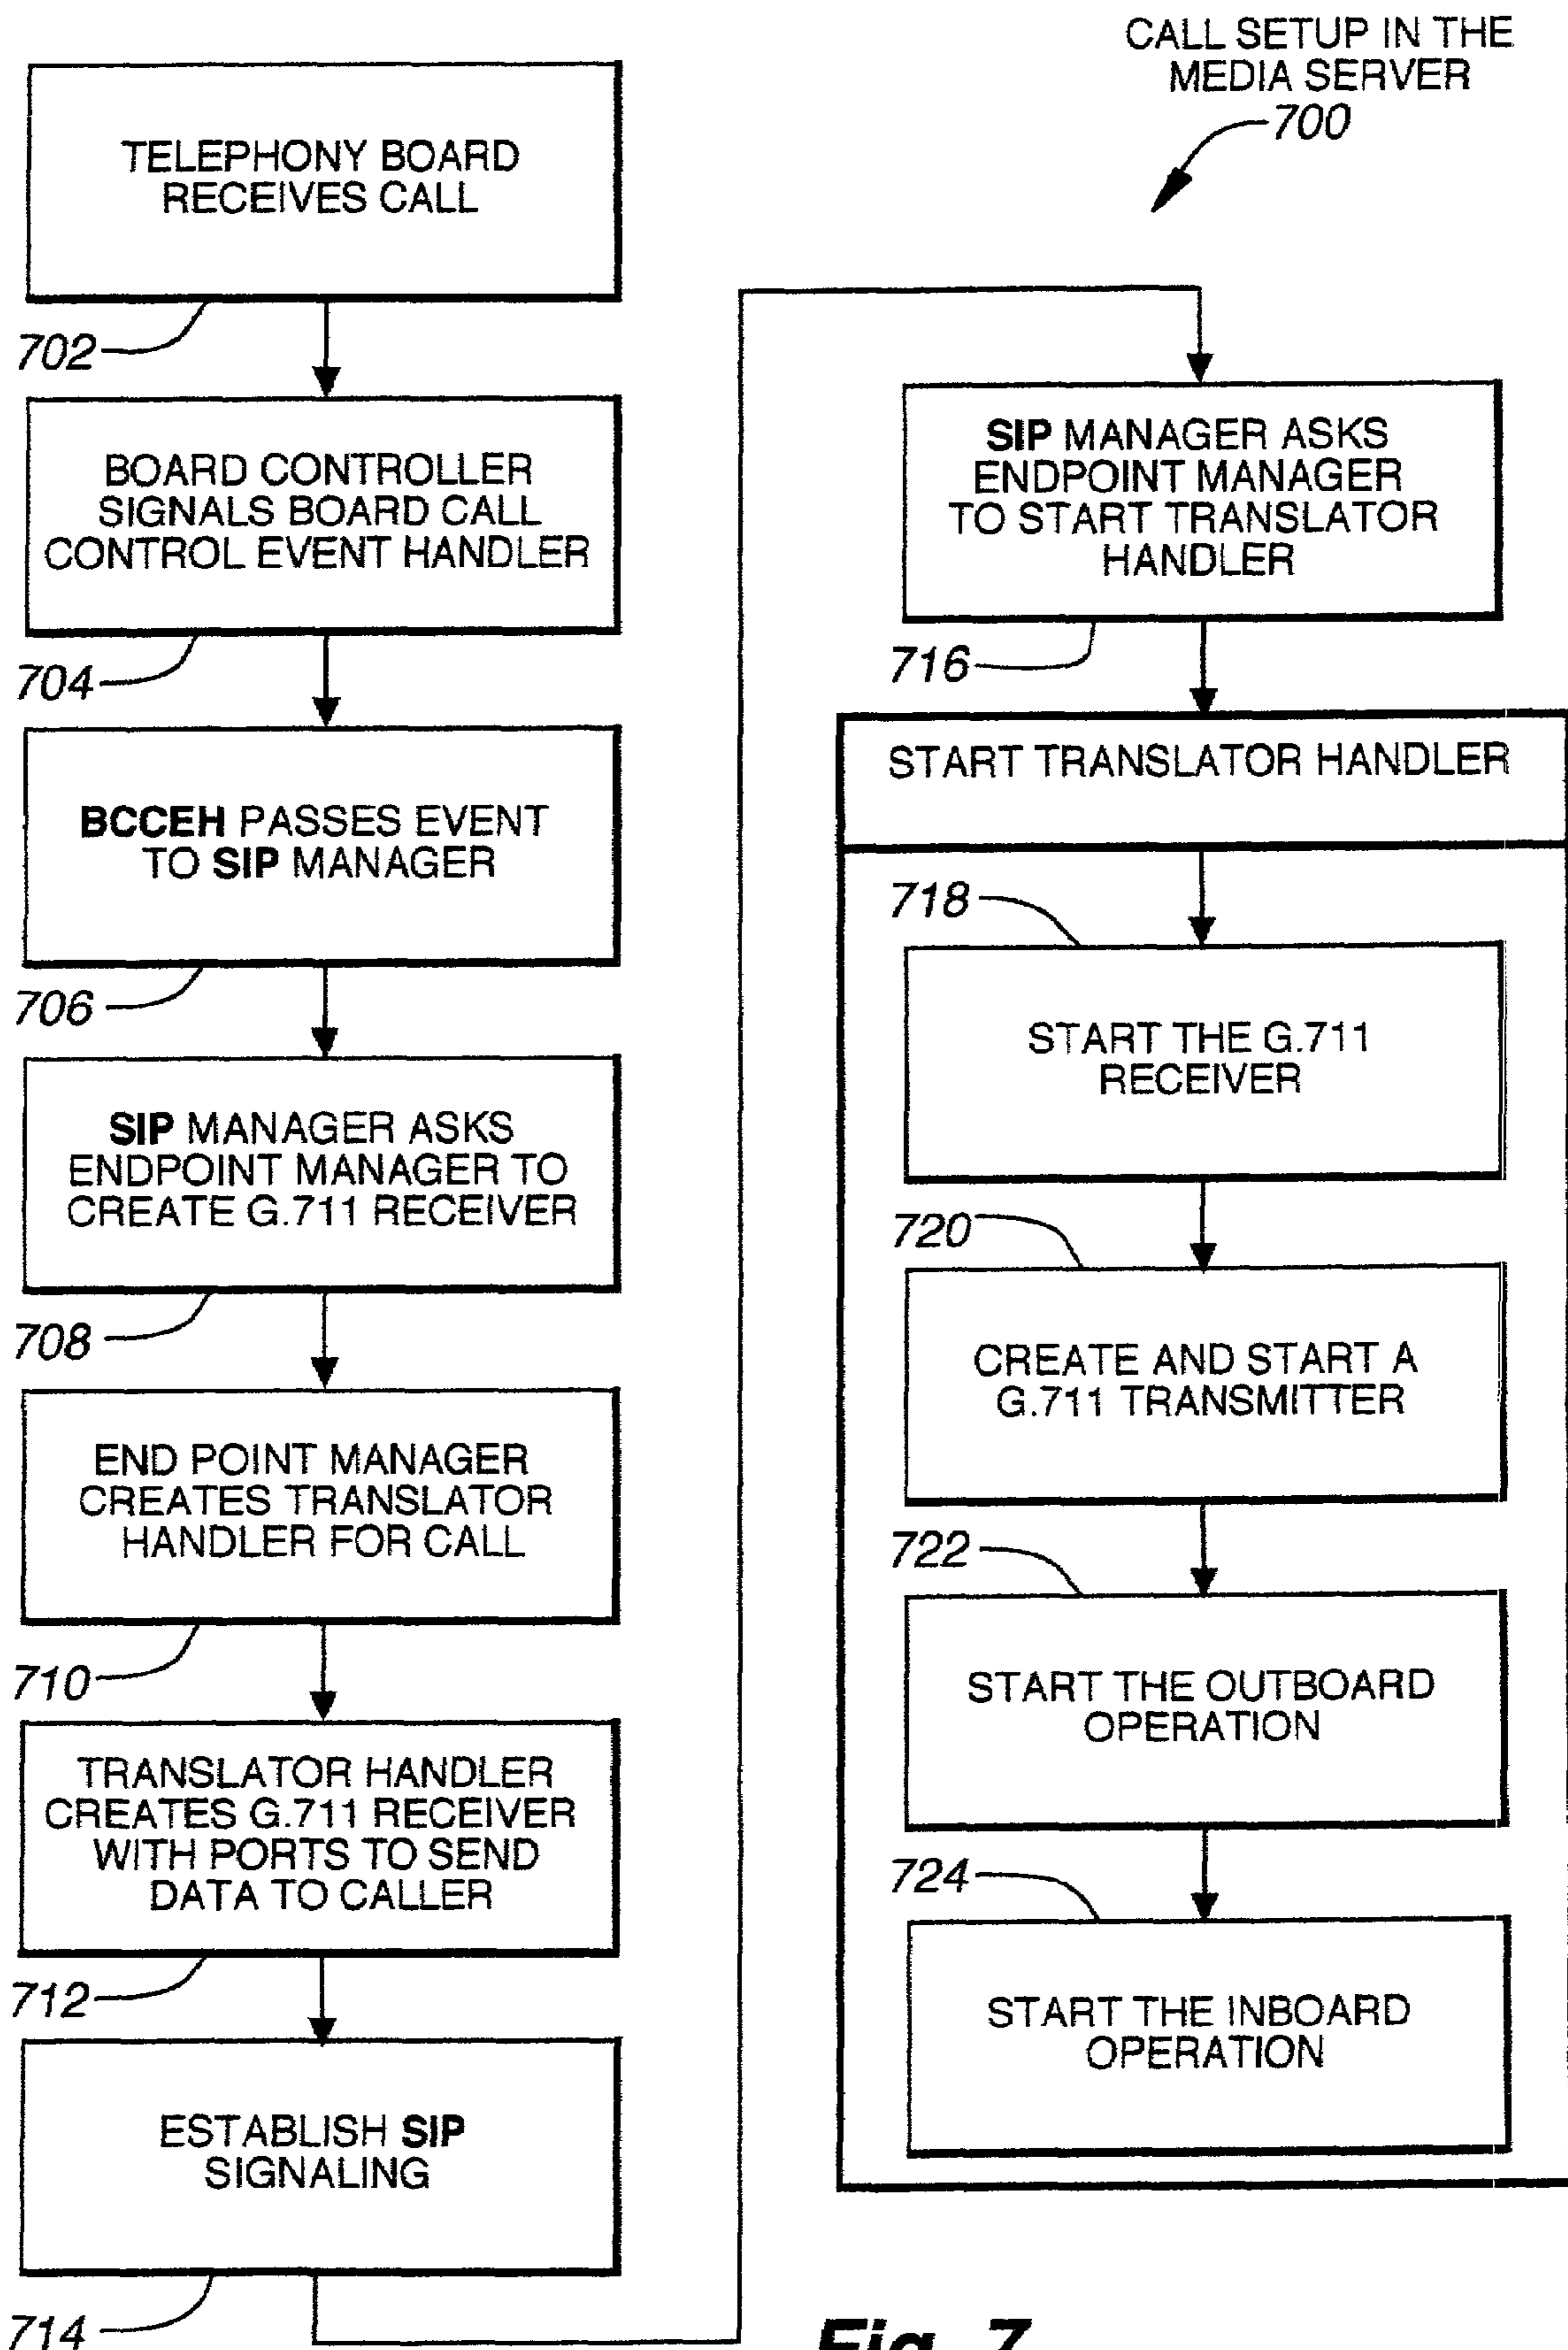 CALL SETUP IN THE
MEDIA SERVER
700
TELEPHONY BOARD
RECEIVES CALL
702
BOARD CONTROLLER
SIGNALS BOARD CALL
CONTROL EVENT HANDLER
704
BCCEH PASSES EVENT
TO SIP MANAGER
706
SIP MANAGER ASKS
ENDPOINT MANAGER TO
CREATE G.711 RECEIVER
708
END POINT MANAGER
CREATES TRANSLATOR
HANDLER FOR CALL
710
TRANSLATOR HANDLER
CREATES G.711 RECEIVER
WITH PORTS TO SEND
DATA TO CALLER
712
ESTABLISH SIP
SIGNALING
714
SIP MANAGER ASKS
ENDPOINT MANAGER
TO START TRANSLATOR
HANDLER
716
START TRANSLATOR HANDLER
718
START THE G.711
RECEIVER
720
CREATE AND START A
G.711 TRANSMITTER
722
START THE OUTBOARD
OPERATION
724
START THE INBOARD
OPERATION
Fig. 7